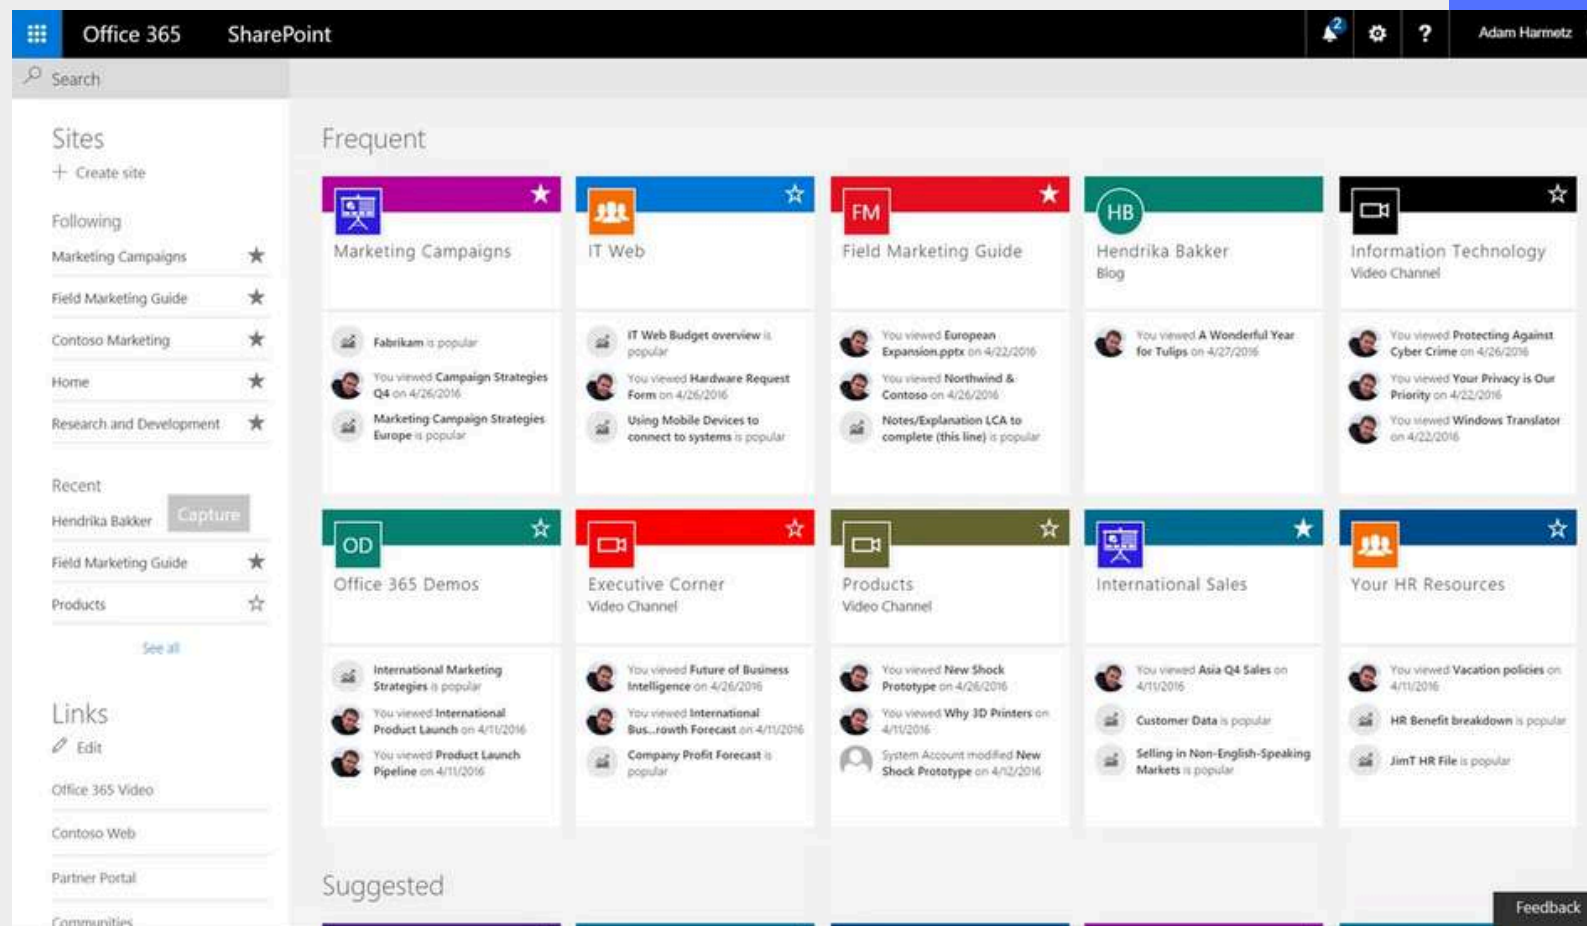 Office 365
SharePoint
2
?
Adam Harmetz
Search
Sites
+ Create site
Following
Marketing Campaigns
Field Marketing Guide
Contoso Marketing
Home
Research and Development
Recent
Hendrika Bakker
Capture
Field Marketing Guide
Products
See all
Links
Edit
Office 365 Video
Contoso Web
Partner Portal
Communities
Frequent
Marketing Campaigns
Fabrikam is popular
You viewed Campaign Strategies
Q4 on 4/26/2016
Marketing Campaign Strategies
Europe is popular
IT Web
IT Web Budget overview is
popular
You viewed Hardware Request
Form on 4/26/2016
Using Mobile Devices to
connect to systems is popular
FM
Field Marketing Guide
You viewed European
Expansion.pptx on 4/22/2016
You viewed Northwind &
Contoso on 4/26/2016
Notes/Explanation LCA to
complete (this line) is popular
HB
Hendrika Bakker
Blog
You viewed A Wonderful Year
for Tulips on 4/27/2016
Information Technology
Video Channel
You viewed Protecting Against
Cyber Crime on 4/26/2016
You viewed Your Privacy is Our
Priority on 4/22/2016
You viewed Windows Translator
on 4/22/2016
OD
Office 365 Demos
International Marketing
Strategies is popular
You viewed International
Product Launch on 4/11/2016
You viewed Product Launch
Pipeline on 4/11/2016
Executive Corner
Video Channel
You viewed Future of Business
Intelligence on 4/26/2016
You viewed International
Bus...rowth Forecast on 4/11/2016
Company Profit Forecast is
popular
Products
Video Channel
You viewed New Shock
Prototype on 4/26/2016
You viewed Why 3D Printers on
4/11/2016
System Account modified New
Shock Prototype on 4/12/2016
International Sales
You viewed Asia Q4 Sales on
4/11/2016
Customer Data is popular
Selling in Non-English-Speaking
Markets is popular
Your HR Resources
You viewed Vacation policies on
4/11/2016
HR Benefit breakdown is popular
JimT HR File is popular
Suggested
Feedback